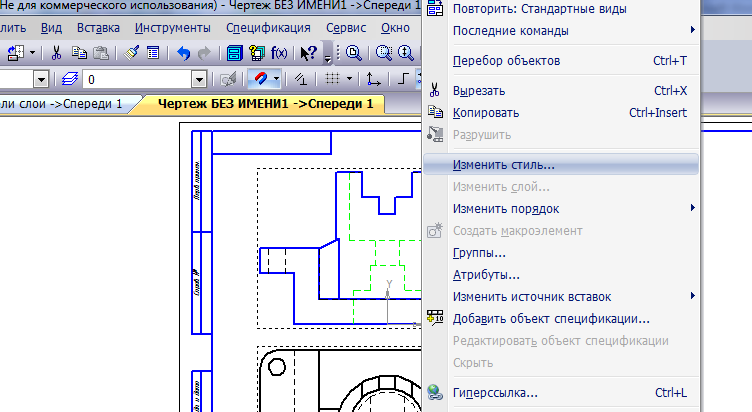 Не для коммерческого использования) - Чертеж БЕЗ ИМЕНИ1 ->Спереди 1
лить Вид Вставка Инструменты Спецификация Сервис Окно
f(x)
0
ли слои ->Спереди 1
Чертеж БЕЗ ИМЕНИ1 ->Спереди 1
Повторить: Стандартные виды
Последние команды
Перебор объектов Ctrl+T
Вырезать Ctrl+X
Копировать Ctrl+Insert
Разрушить
Изменить стиль...
Изменить слой...
Изменить порядок
Создать макроэлемент
Группы...
Атрибуты...
Изменить источник вставок
Добавить объект спецификации...
Редактировать объект спецификации
Скрыть
Гиперссылка... Ctrl+L
Y